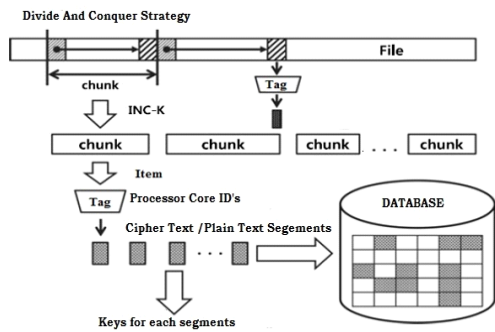 Divide And Conquer Strategy
File
chunk
Tag
INC-K
chunk chunk chunk . . . . chunk
Item
Tag Processor Core ID's
DATABASE
Cipher Text /Plain Text Segements
Keys for each segments